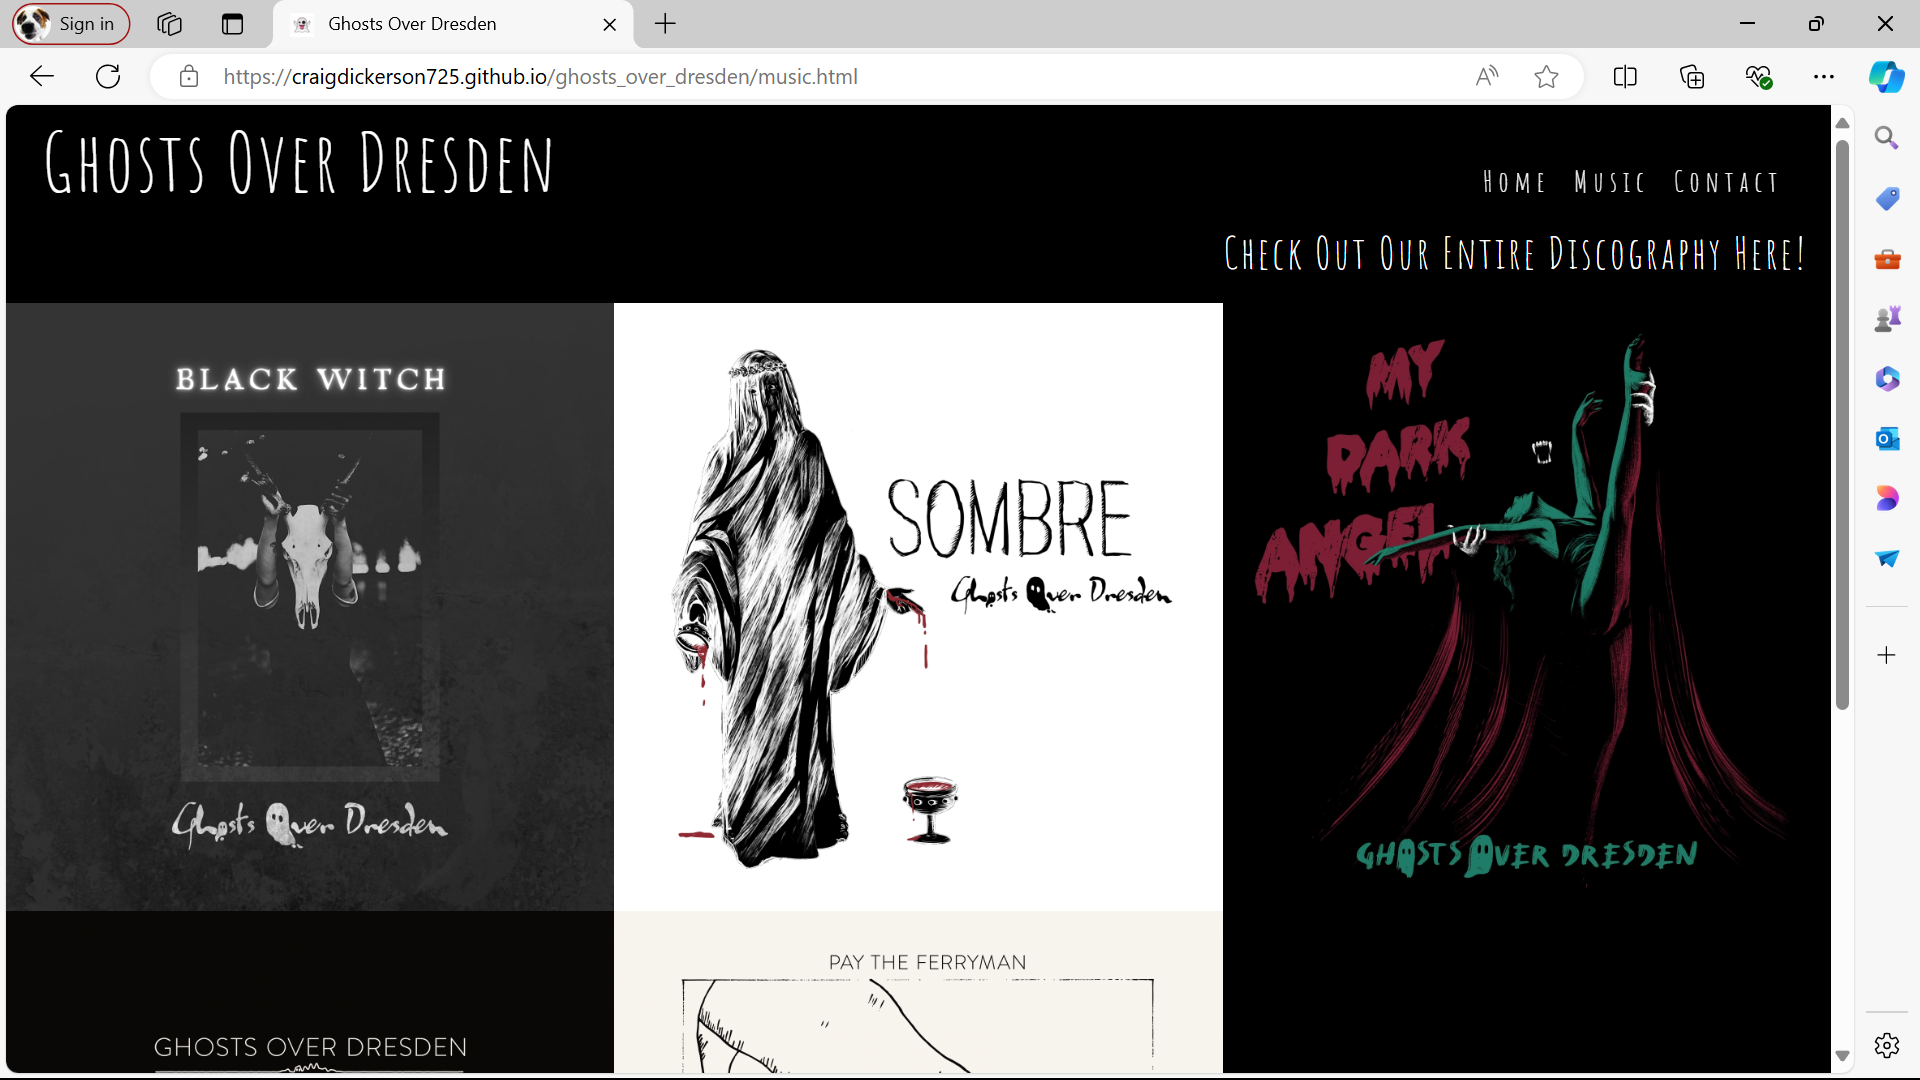 Sign in
Ghosts Over Dresden
https://craigdickerson725.github.io/ghosts_over_dresden/music.html
Ghosts Over Dresden
Home Music Contact
Check Out Our Entire Discography Here!
BLACK WITCH
Ghosts Over Dresden
SOMBRE
Ghosts Over Dresden
MY
DARK
ANGEL
GHOSTS OVER DRESDEN
GHOSTS OVER DRESDEN
PAY THE FERRYMAN